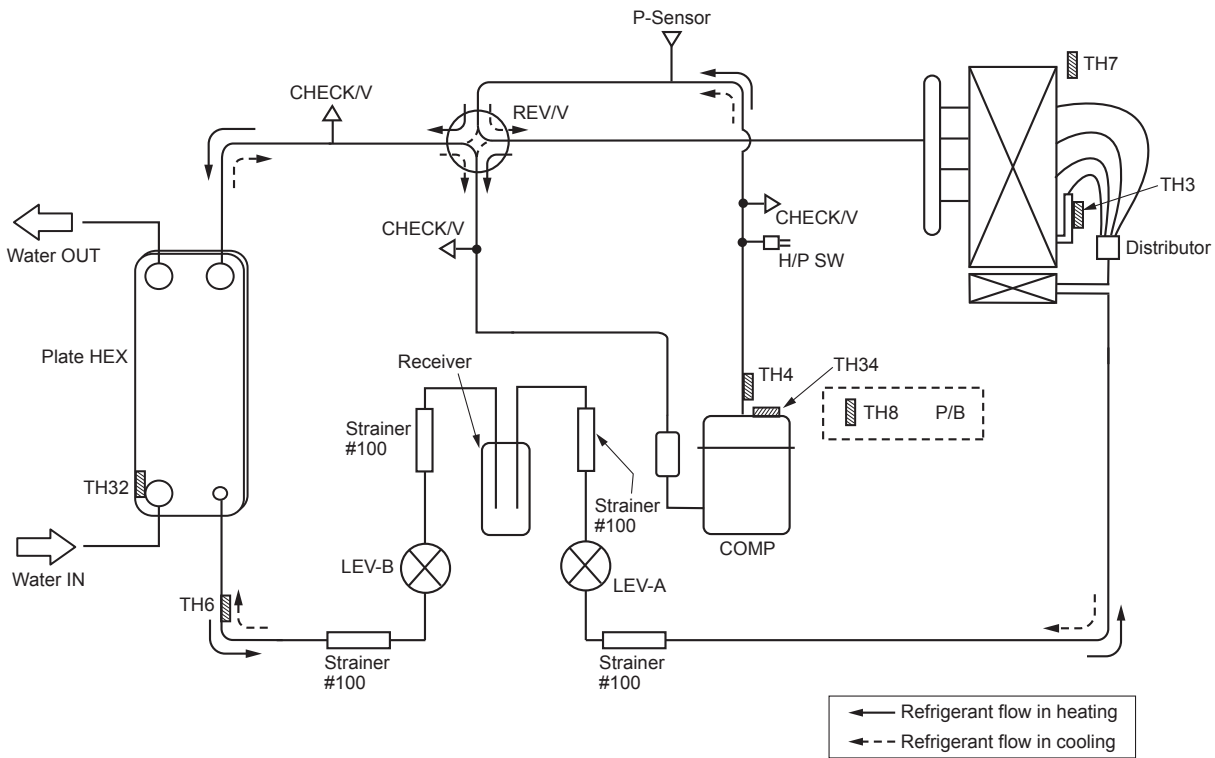 P-Sensor
TH7
CHECK/V
REV/V
TH3
CHECK/V
CHECK/V
Water OUT
H/P SW
Distributor
Plate HEX
Receiver
TH4
TH34
TH8 P/B
Strainer
#100
TH32
Strainer
#100
COMP
LEV-B
LEV-A
Water IN
TH6
Strainer
#100
Strainer
#100
Refrigerant flow in heating
Refrigerant flow in cooling